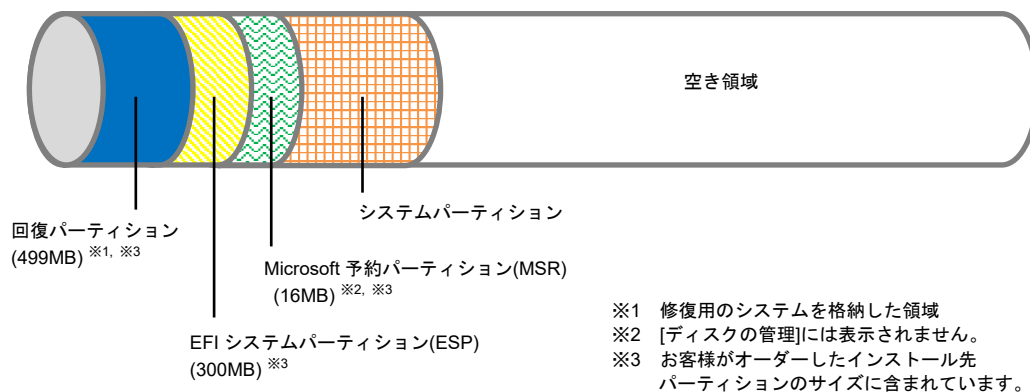 空き領域
システムパーティション
回復パーティション
(499MB) ※1, ※3
Microsoft 予約パーティション(MSR)
(16MB) ※2, ※3
EFI システムパーティション(ESP)
(300MB) ※3
※1 修復用のシステムを格納した領域
※2 [ディスクの管理]には表示されません。
※3 お客様がオーダーしたインストール先
パーティションのサイズに含まれています。